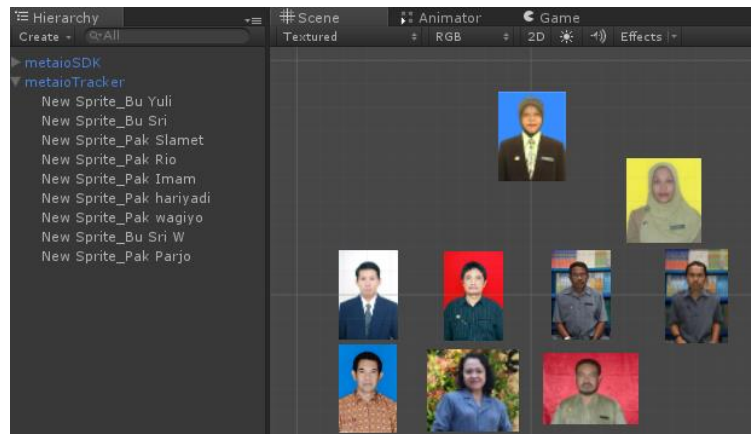 Hierarchy
Create
All
metaioSDK
metaioTracker
New Sprite_Bu Yuli
New Sprite_Bu Sri
New Sprite_Pak Slamet
New Sprite_Pak Rio
New Sprite_Pak Imam
New Sprite_Pak hariyadi
New Sprite_Pak wagiyo
New Sprite_Bu Sri W
New Sprite_Pak Parjo
Scene Animator Game
Textured RGB 2D Effects